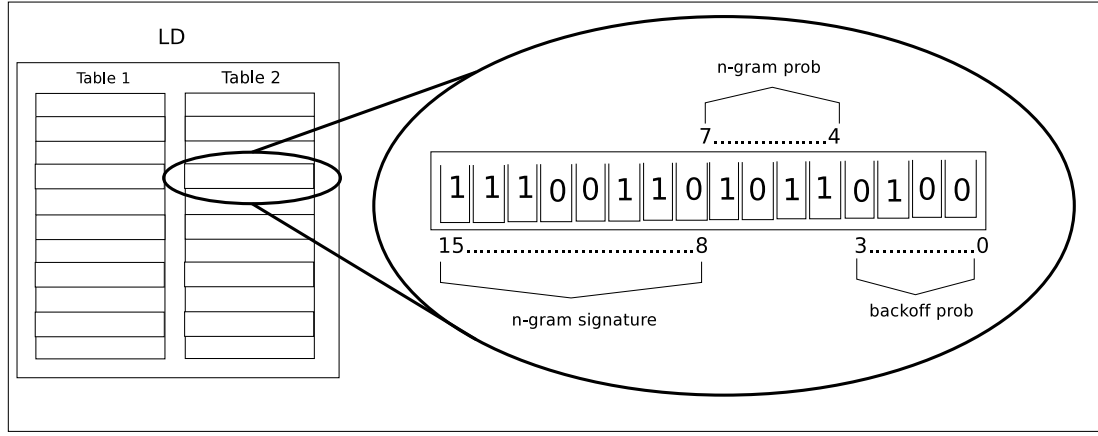 LD
Table 1 Table 2
n-gram prob
7...............4
1 1 1 0 0 1 1 0 1 0 1 1 0 1 0 0
15..............................8 3.............0
n-gram signature backoff prob